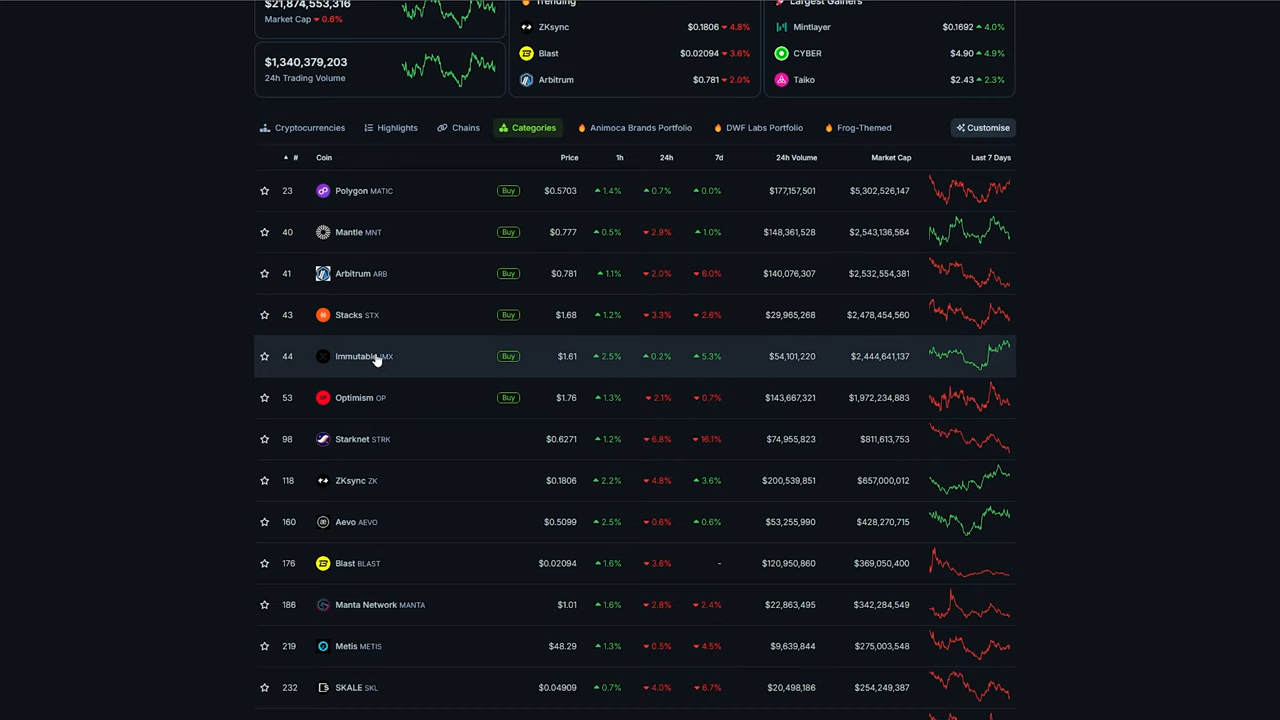 $21,874,553,316
Market Cap 0.6%
$1,340,379,203
24h Trading Volume
Trending
ZKsync $0.1806 4.8%
Blast $0.02094 3.6%
Arbitrum $0.781 2.0%
Largest Gainers
Mintlayer $0.1692 4.0%
CYBER $4.90 4.9%
Taiko $2.43 2.3%
Cryptocurrencies Highlights Chains Categories Animoca Brands Portfolio DWF Labs Portfolio Frog-Themed Customise
# Coin Price 1h 24h 7d 24h Volume Market Cap Last 7 Days
23 Polygon MATIC Buy $0.5703 1.4% 0.7% 0.0% $177,157,501 $5,302,526,147
40 Mantle MNT Buy $0.777 0.5% 2.9% 1.0% $148,361,528 $2,543,136,564
41 Arbitrum ARB Buy $0.781 1.1% 2.0% 6.0% $140,076,307 $2,532,554,381
43 Stacks STX Buy $1.68 1.2% 3.3% 2.6% $29,965,268 $2,478,454,560
44 Immutable IMX Buy $1.61 2.5% 0.2% 5.3% $54,101,220 $2,444,641,137
53 Optimism OP Buy $1.76 1.3% 2.1% 0.7% $143,667,321 $1,972,234,883
98 Starknet STRK $0.6271 1.2% 6.8% 16.1% $74,955,823 $811,613,753
118 ZKsync ZK $0.1806 2.2% 4.8% 3.6% $200,539,851 $657,000,012
160 Aevo AEVO $0.5099 2.5% 0.6% 0.6% $53,255,990 $428,270,715
176 Blast BLAST $0.02094 1.6% 3.6% - $120,950,860 $369,050,400
186 Manta Network MANTA $1.01 1.6% 2.8% 2.4% $22,863,495 $342,284,549
219 Metis METIS $48.29 1.3% 0.5% 4.5% $9,639,844 $275,003,548
232 SKALE SKL $0.04909 0.7% 4.0% 6.7% $20,498,186 $254,249,387